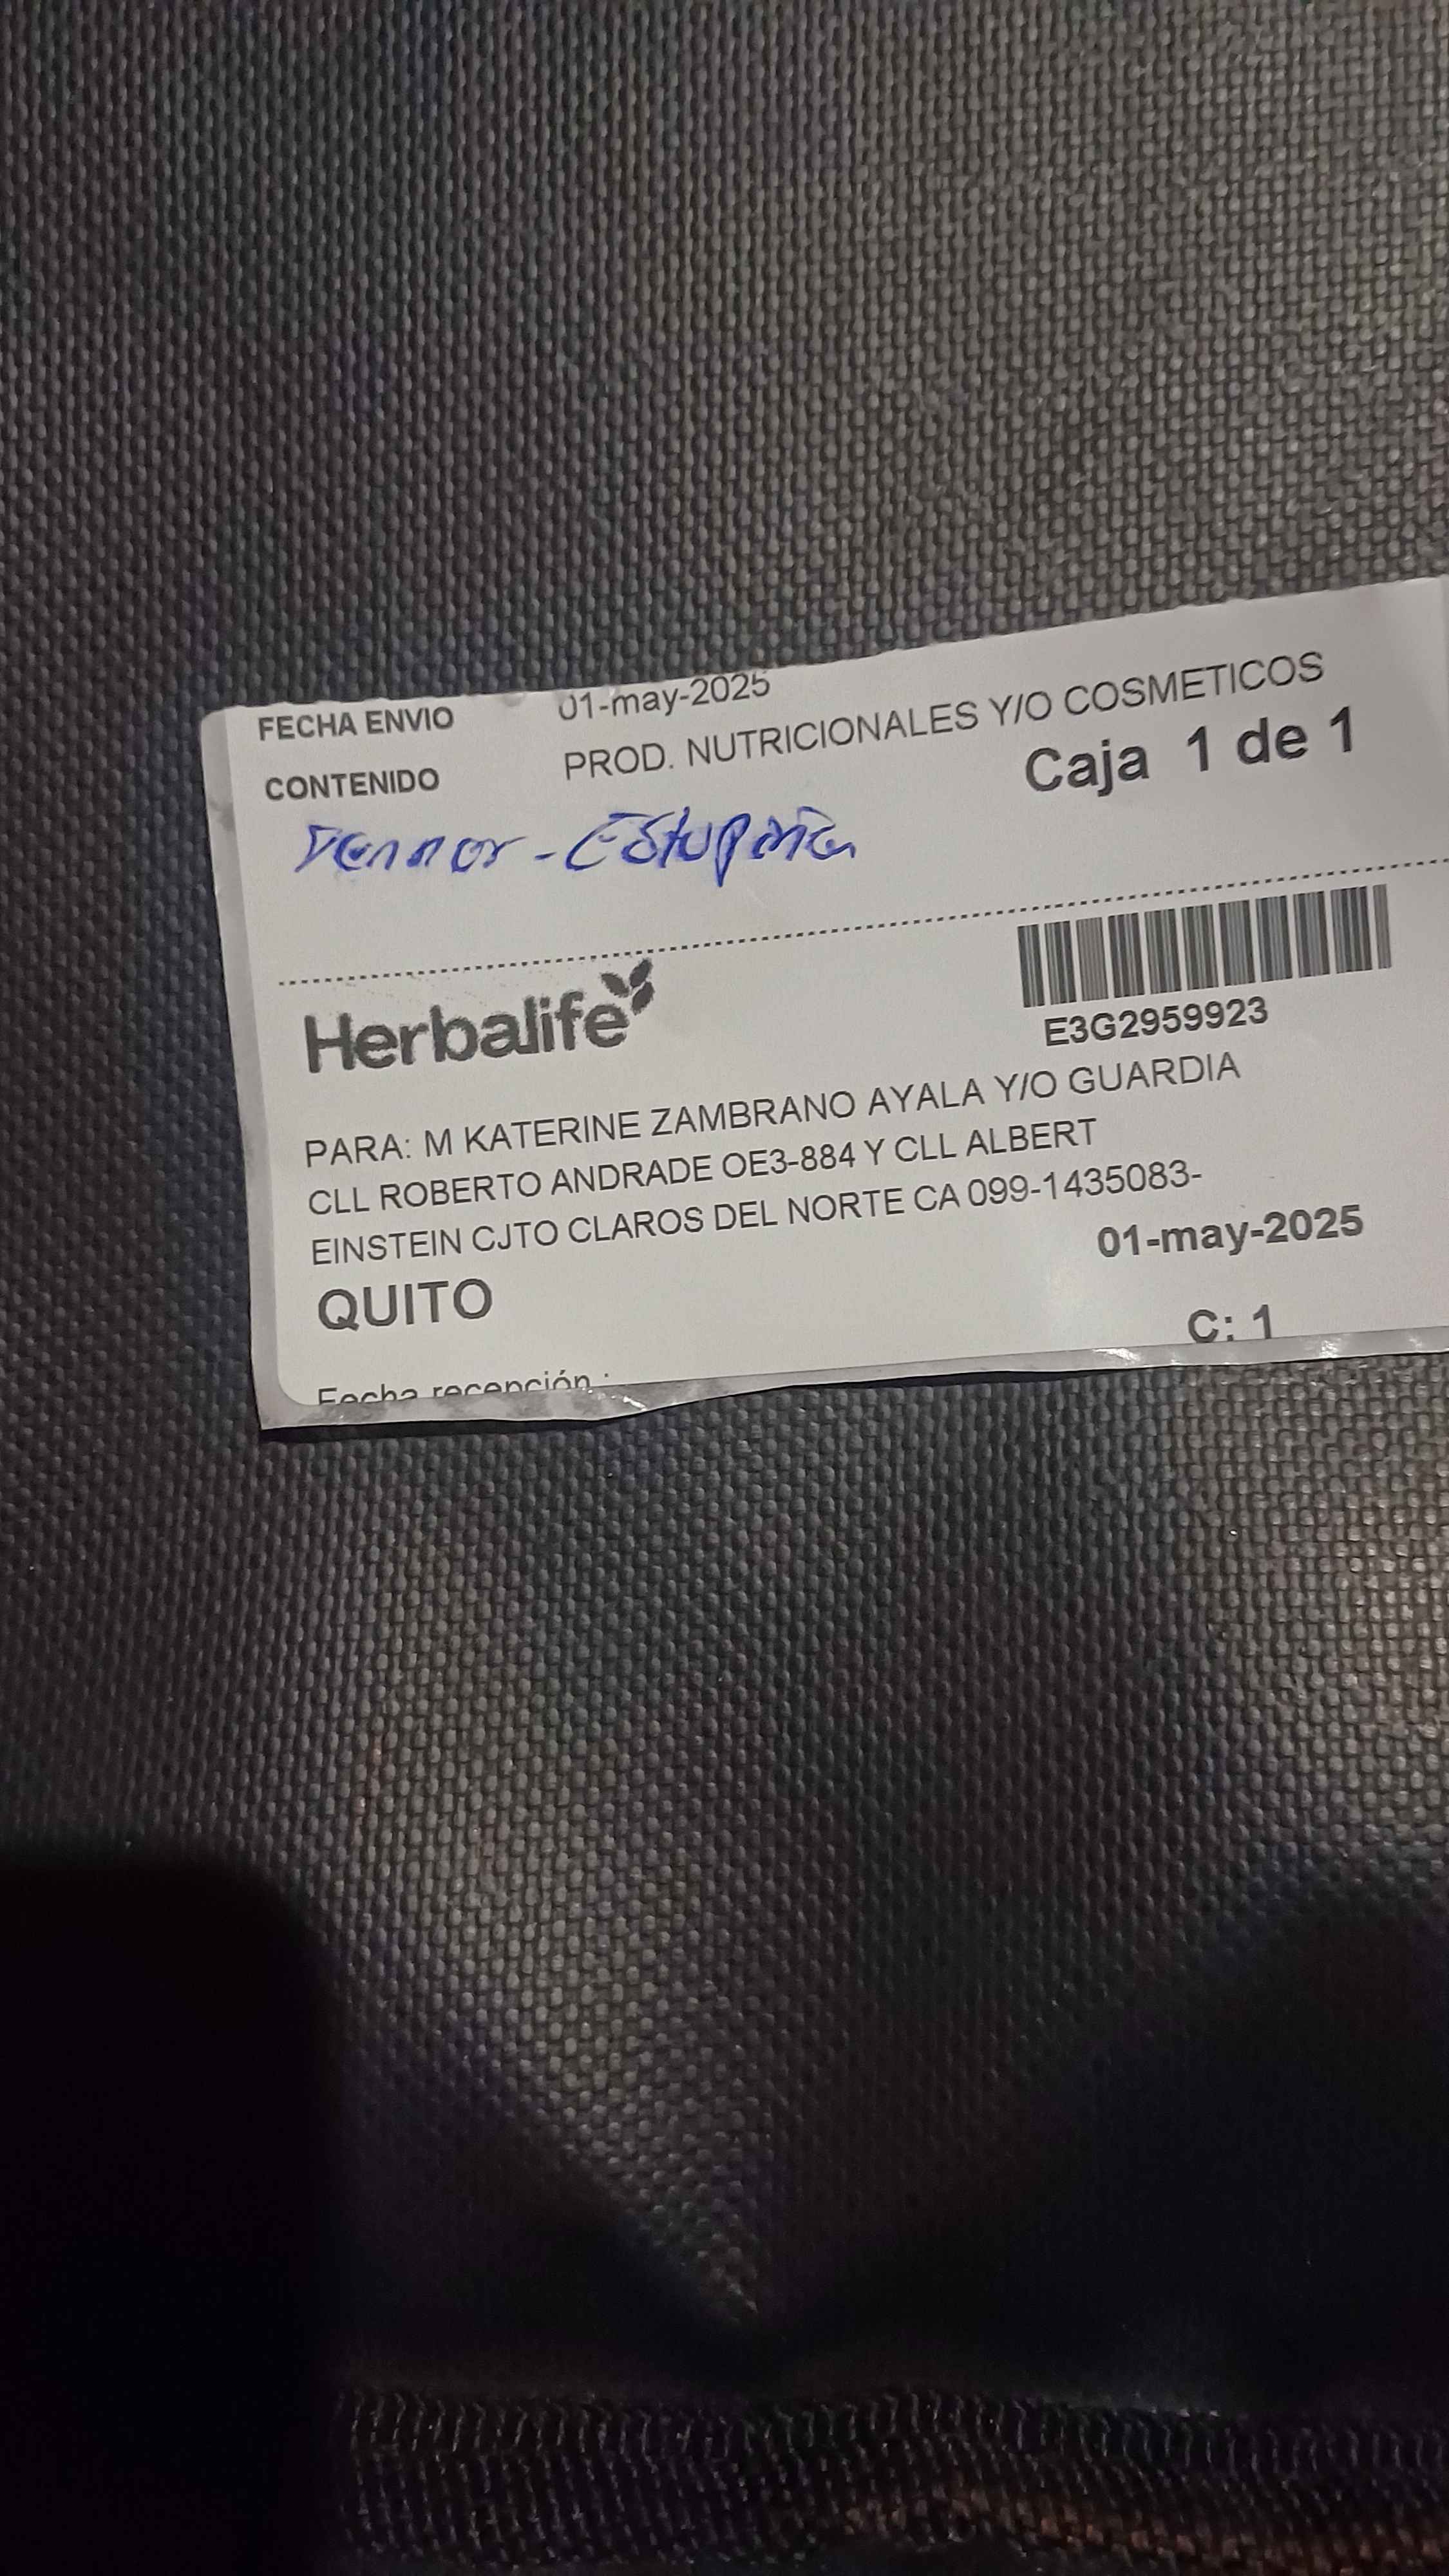 FECHA ENVIO 01-may-2025
CONTENIDO PROD. NUTRICIONALES Y/O COSMETICOS
Caja 1 de 1
Herbalife
E3G2959923
PARA: M KATERINE ZAMBRANO AYALA Y/O GUARDIA
CLL ROBERTO ANDRADE OE3-884 Y CLL ALBERT
EINSTEIN CJTO CLAROS DEL NORTE CA 099-1435083-
QUITO
01-may-2025
C: 1
Fecha recepción :